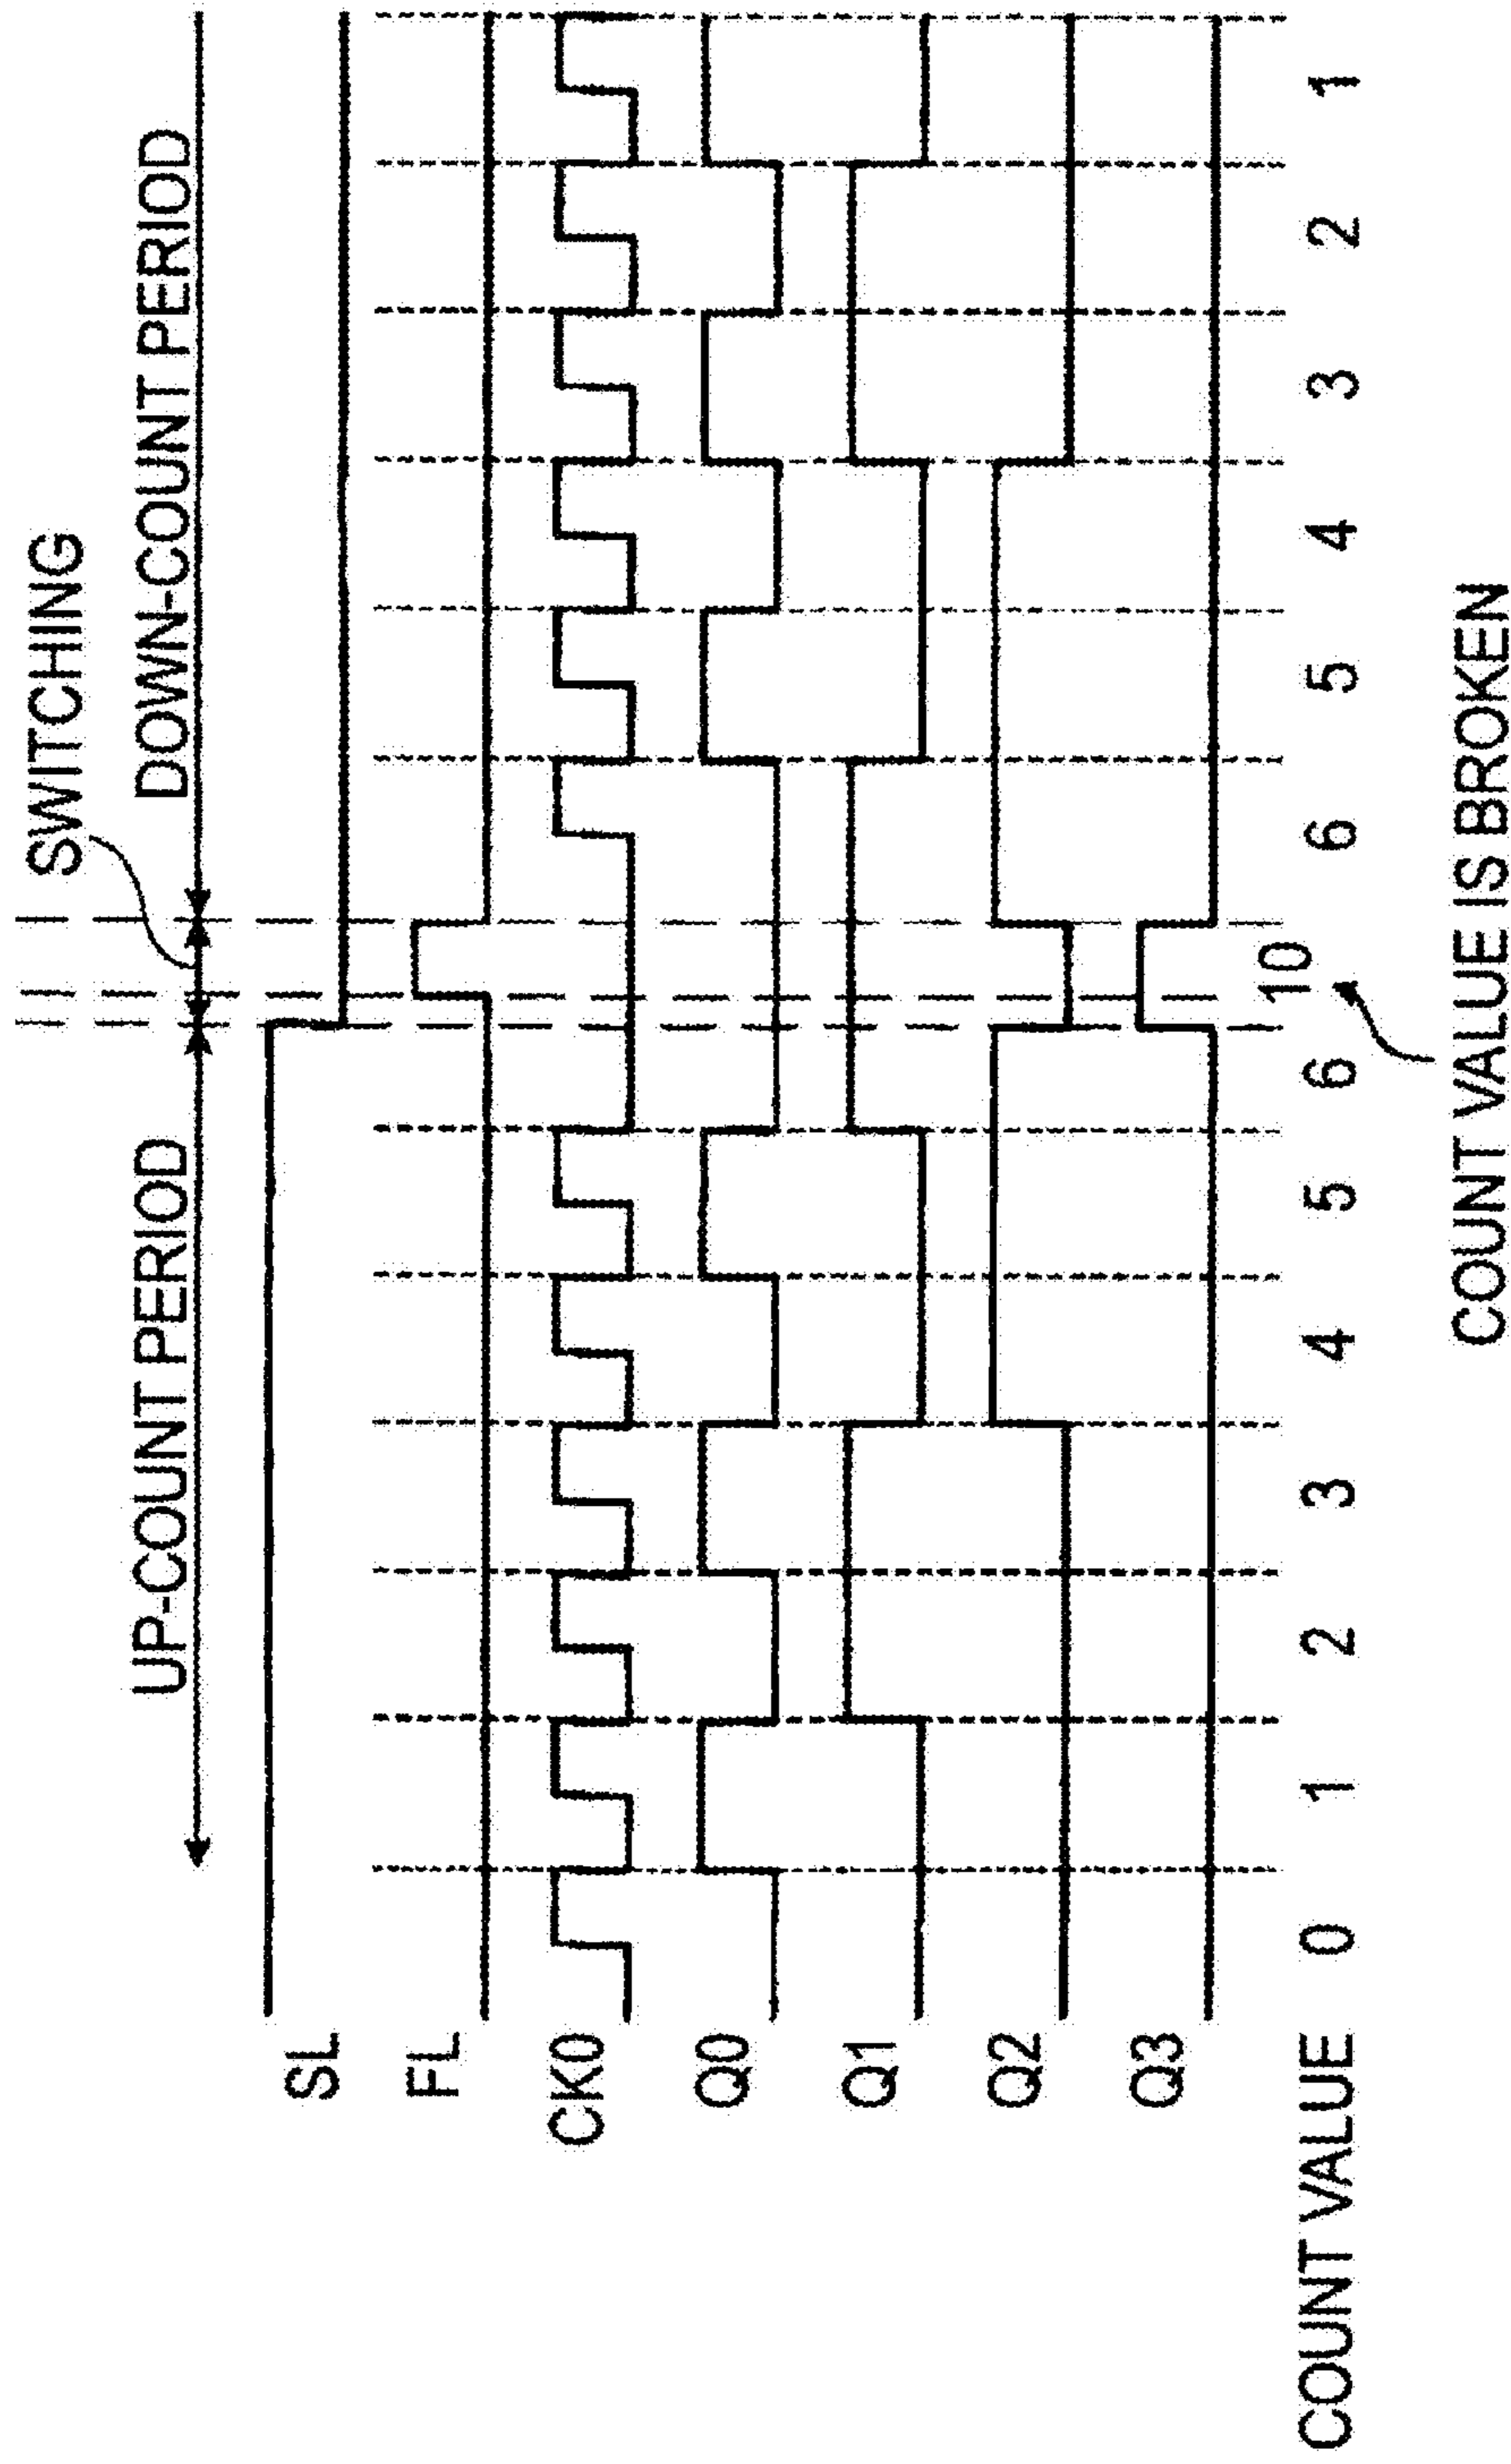 SWITCHING
UP-COUNT PERIOD DOWN-COUNT PERIOD
SL
FL
CK0
Q0
Q1
Q2
Q3
COUNT VALUE 0 1 2 3 4 5 6 10 6 5 4 3 2 1
COUNT VALUE IS BROKEN